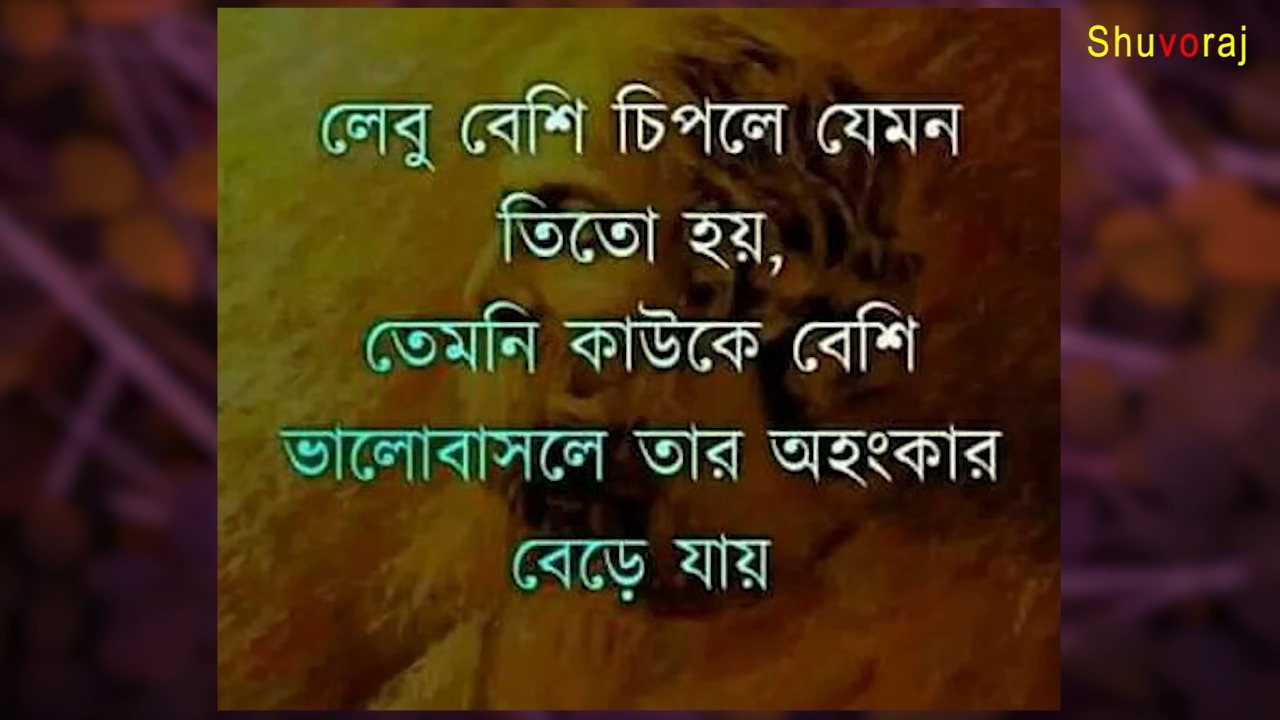 Shuvoraj
লেবু বেশি চিপলে যেমন
তিতো হয়,
তেমনি কাউকে বেশি
ভালোবাসলে তার অহংকার
বেড়ে যায়